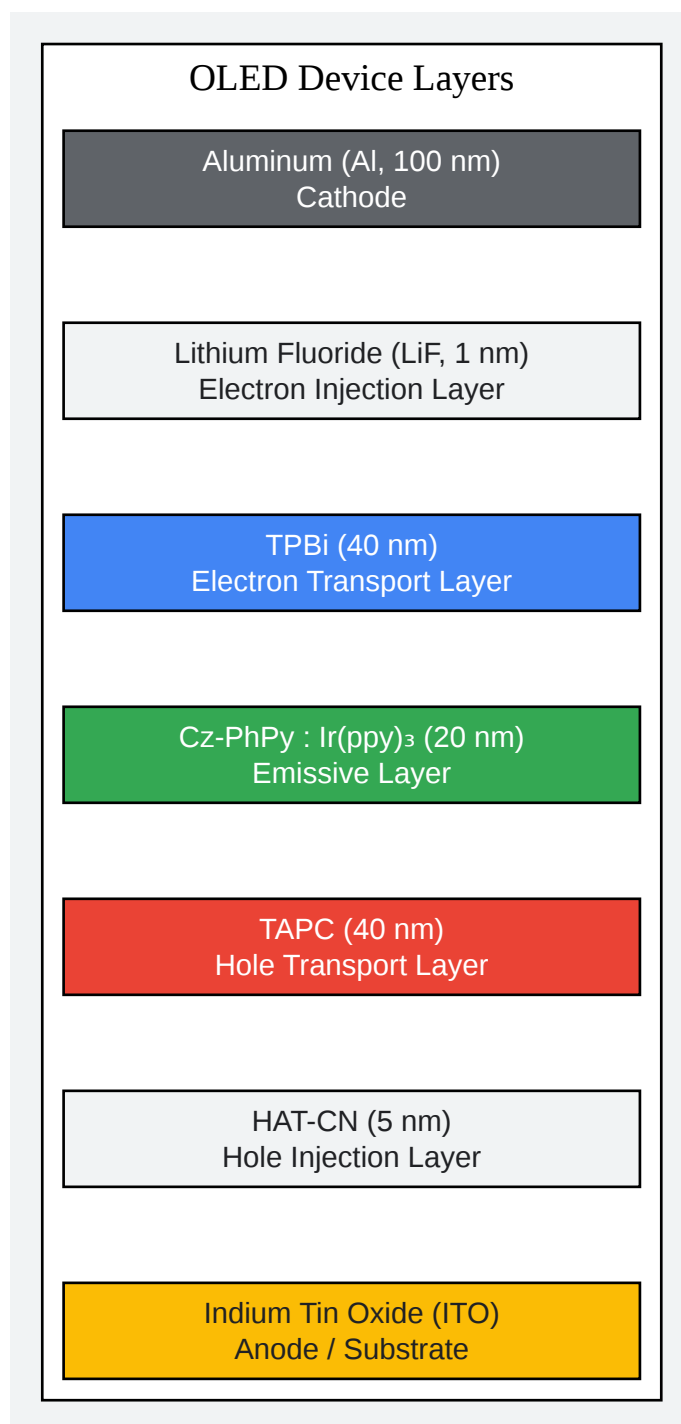 OLED Device Layers
Aluminum (Al, 100 nm)
Cathode
Lithium Fluoride (LiF, 1 nm)
Electron Injection Layer
TPBi (40 nm)
Electron Transport Layer
Cz-PhPy : Ir(ppy)₃ (20 nm)
Emissive Layer
TAPC (40 nm)
Hole Transport Layer
HAT-CN (5 nm)
Hole Injection Layer
Indium Tin Oxide (ITO)
Anode / Substrate